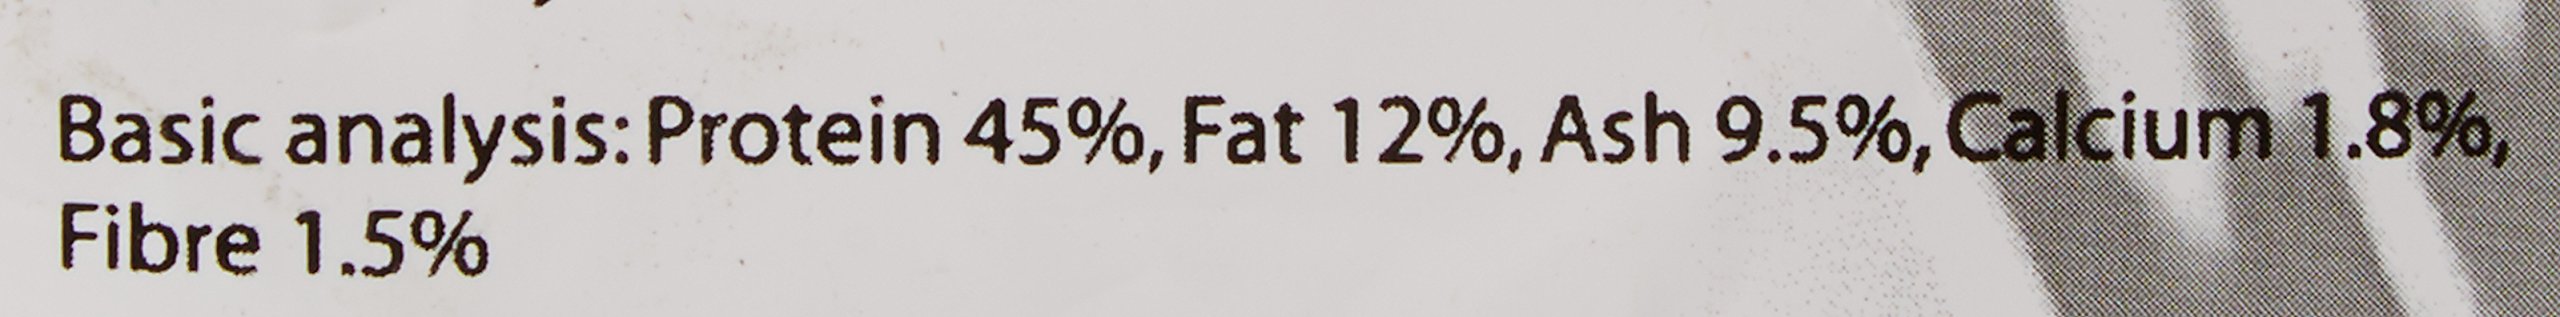 Basic analysis: Protein 45%, Fat 12%, Ash 9.5%, Calcium 1.8%,
Fibre 1.5%